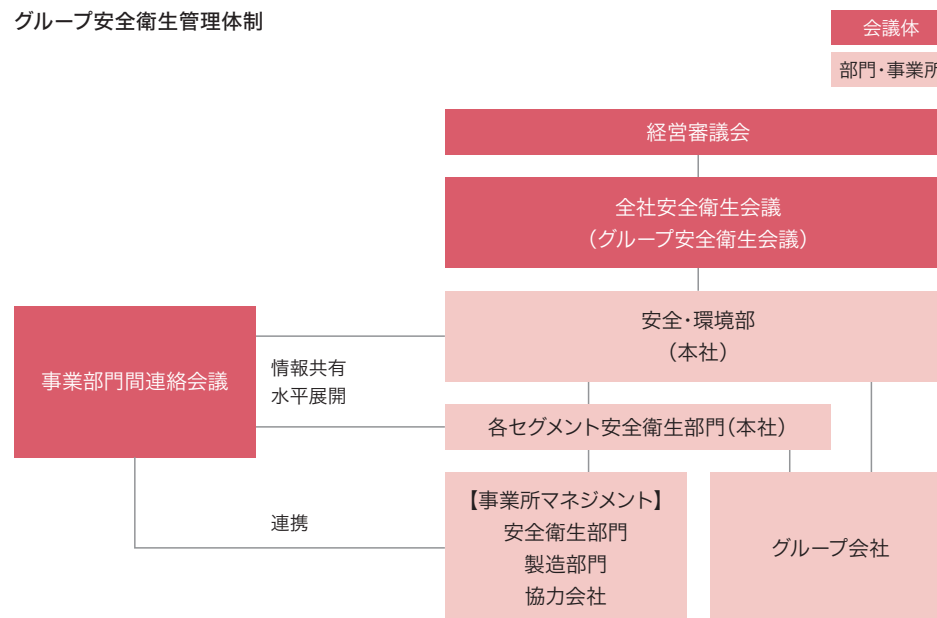 グループ安全衛生管理体制
会議体
部門・事業所
経営審議会
全社安全衛生会議
（グループ安全衛生会議）
安全・環境部
（本社）
事業部門間連絡会議
情報共有
水平展開
各セグメント安全衛生部門（本社）
連携
【事業所マネジメント】
安全衛生部門
製造部門
協力会社
グループ会社